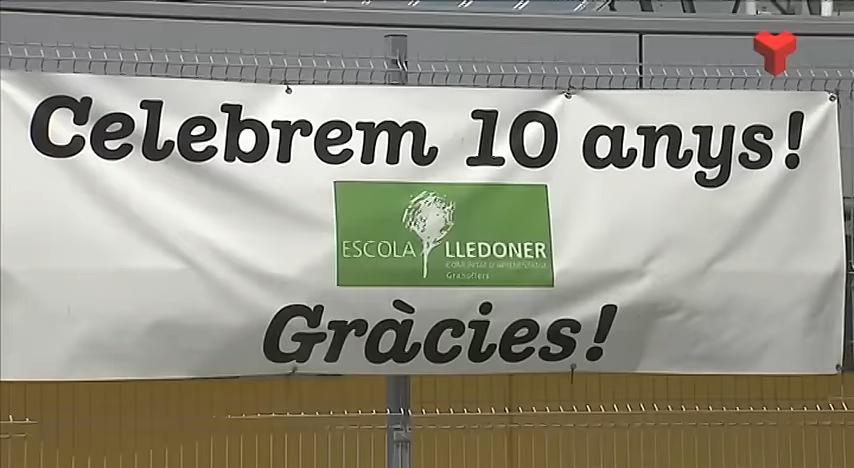 Celebrem 10 anys!
ESCOLA LLEDONER
COMUNITAT D'APRENENTATGE
Granollers
Gràcies!